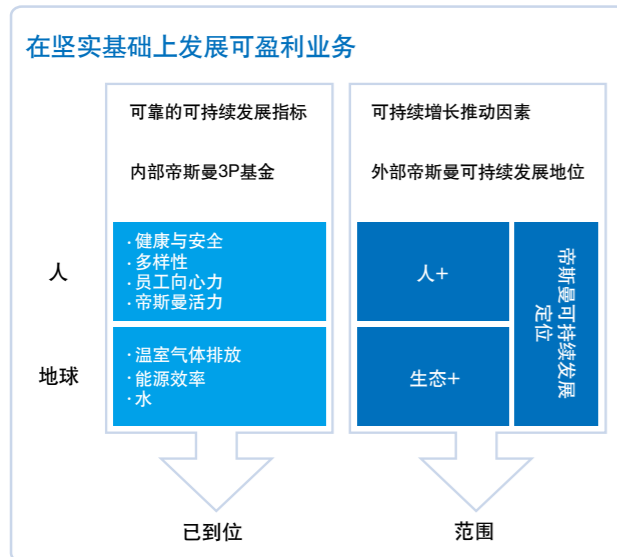 在坚实基础上发展可盈利业务
可靠的可持续发展指标
内部帝斯曼3P基金
可持续增长推动因素
外部帝斯曼可持续发展地位
人
·健康与安全
·多样性
·员工向心力
·帝斯曼活力
人+
地球
·温室气体排放
·能源效率
·水
生态+
帝斯曼可持续发展
定位
已到位
范围